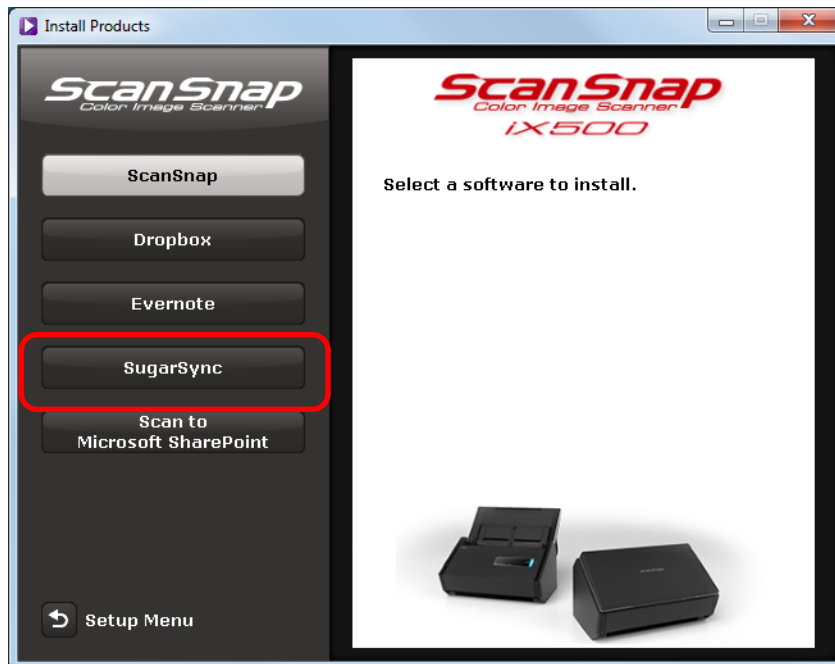 Install Products
ScanSnap
Color Image Scanner
ScanSnap
Dropbox
Evernote
SugarSync
Scan to
Microsoft SharePoint
Setup Menu
ScanSnap
Color Image Scanner
iX500
Select a software to install.